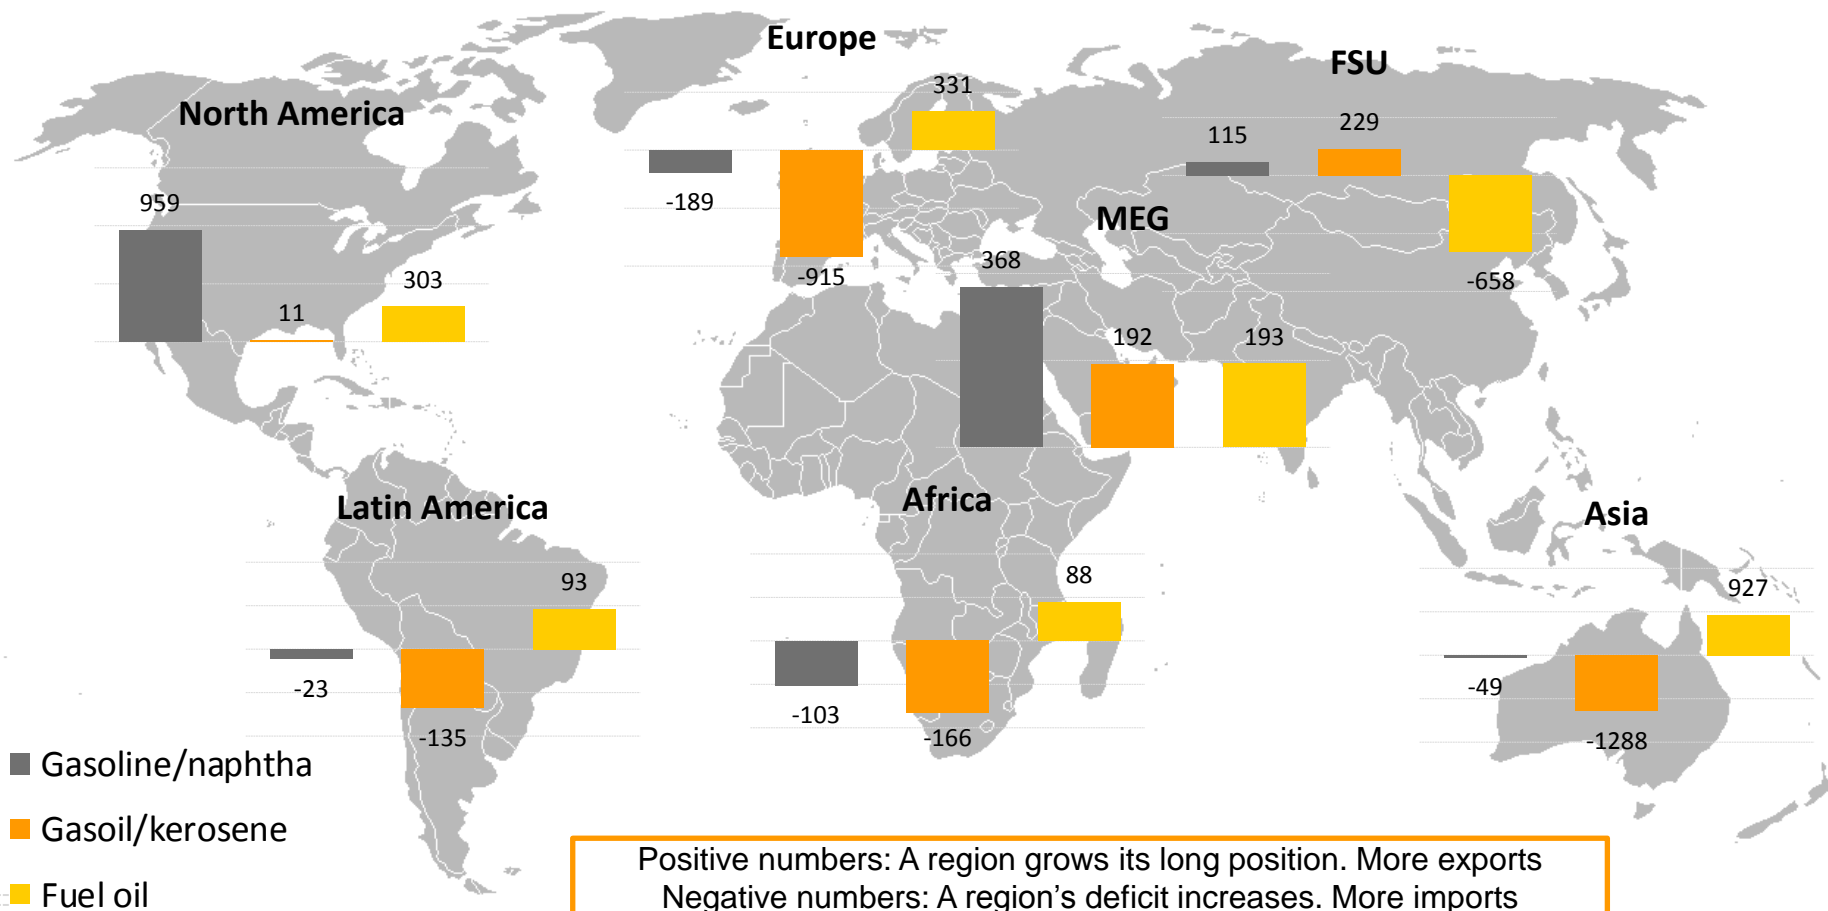 Europe
331
-189
-915
FSU
115
229
-658
North America
959
11
303
MEG
368
192
193
Latin America
93
-23
-135
Africa
88
-103
-166
Asia
927
-49
-1288
Gasoline/naphtha
Gasoil/kerosene
Fuel oil
Positive numbers: A region grows its long position. More exports
Negative numbers: A region's deficit increases. More imports